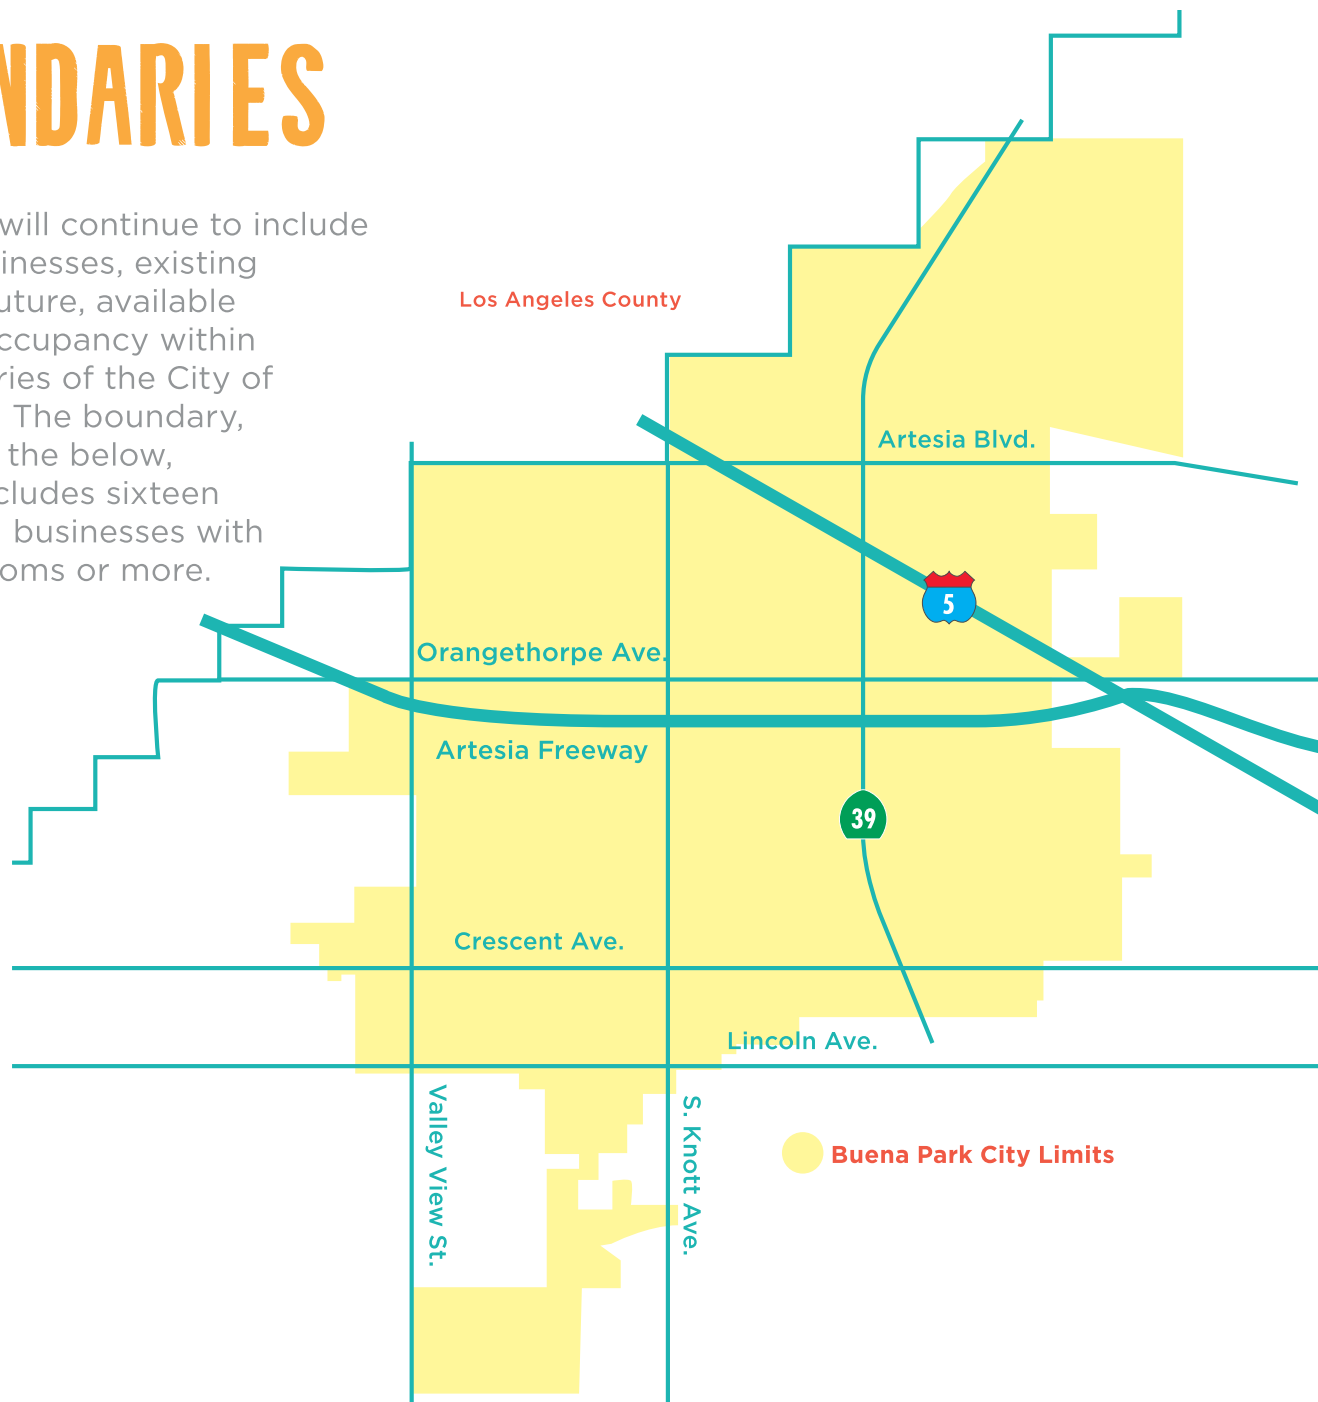 NDARIES
will continue to include
inesses, existing
uture, available
ccupancy within
ries of the City of
The boundary,
the below,
cludes sixteen
businesses with
oms or more.
Los Angeles County
Artesia Blvd.
5
Orangethorpe Ave.
Artesia Freeway
39
Crescent Ave.
Lincoln Ave.
Valley View St.
S. Knott Ave.
Buena Park City Limits